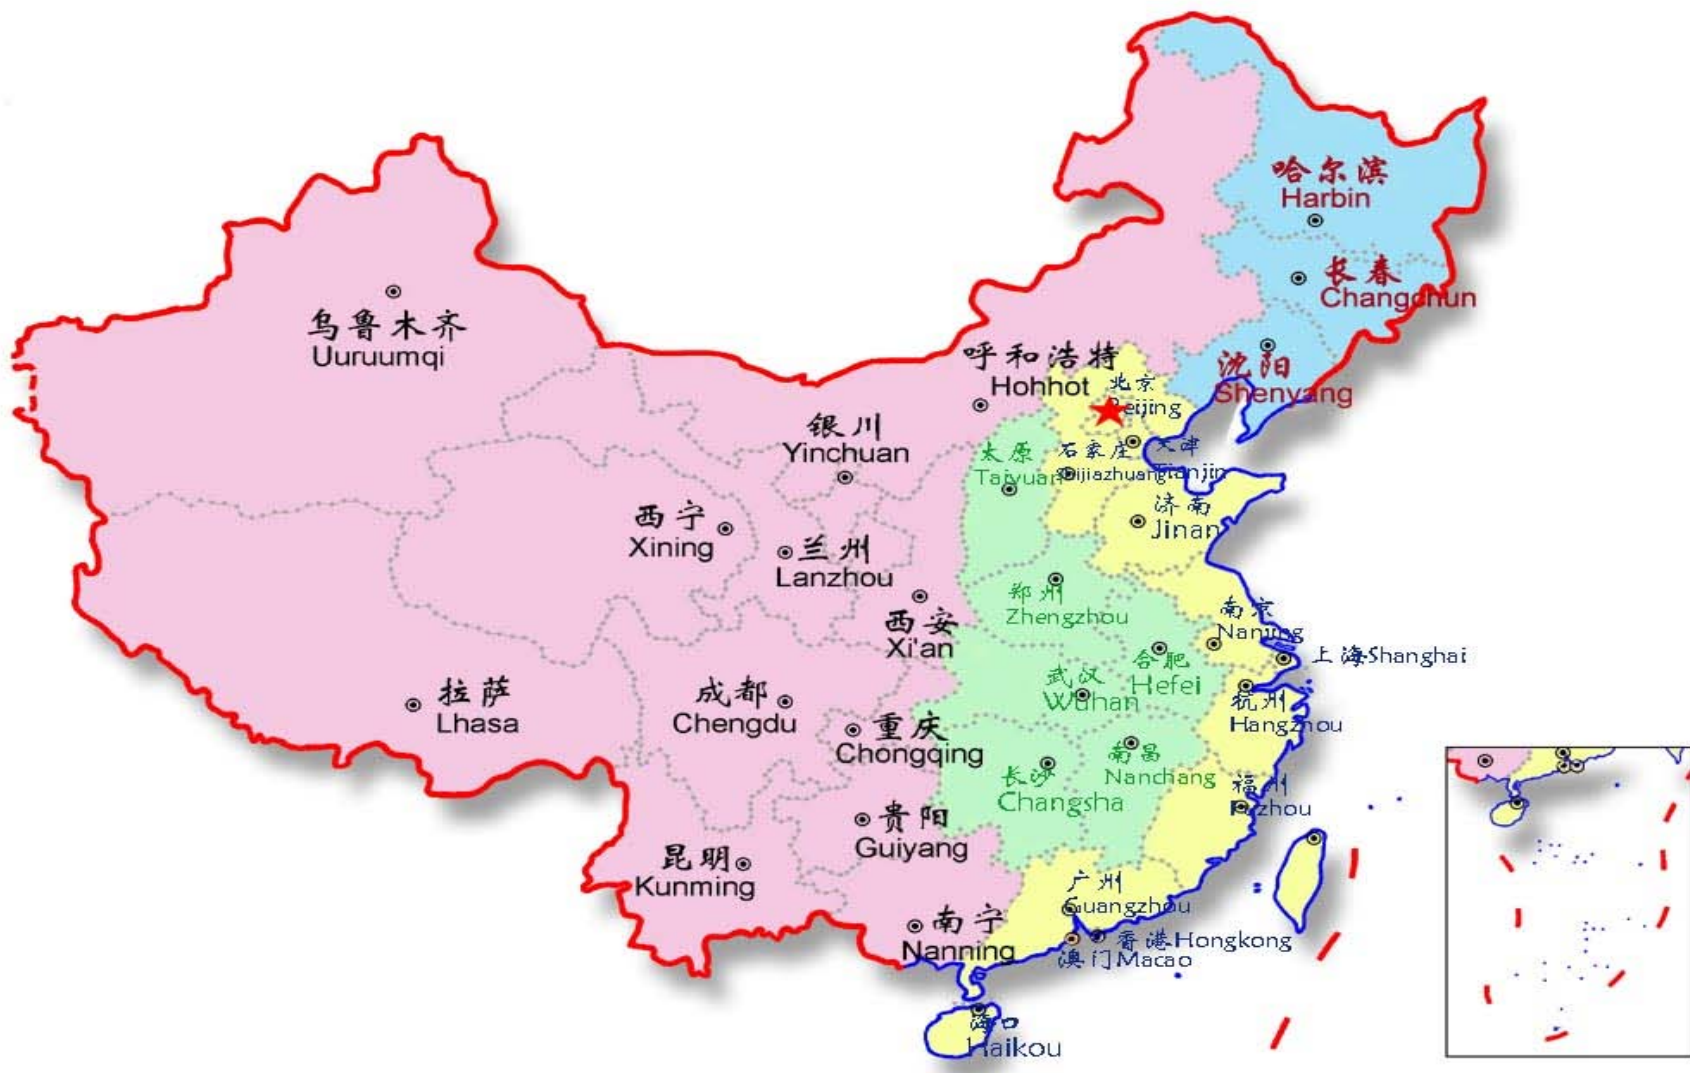 哈尔滨
Harbin
长春
Changchun
沈阳
Shenyang
乌鲁木齐
Uuruumqi
呼和浩特
Hohhot
北京
Beijing
银川
Yinchuan
太原
Taiyuan
石家庄
Shijiazhuang
天津
Tianjin
济南
Jinan
西宁
Xining
兰州
Lanzhou
郑州
Zhengzhou
西安
Xi'an
南京
Nanjing
上海Shanghai
合肥
Hefei
武汉
Wuhan
杭州
Hangzhou
拉萨
Lhasa
成都
Chengdu
重庆
Chongqing
南昌
Nanchang
长沙
Changsha
福州
Fuzhou
贵阳
Guiyang
昆明
Kunming
广州
Guangzhou
南宁
Nanning
香港Hongkong
澳门Macao
海口
Haikou